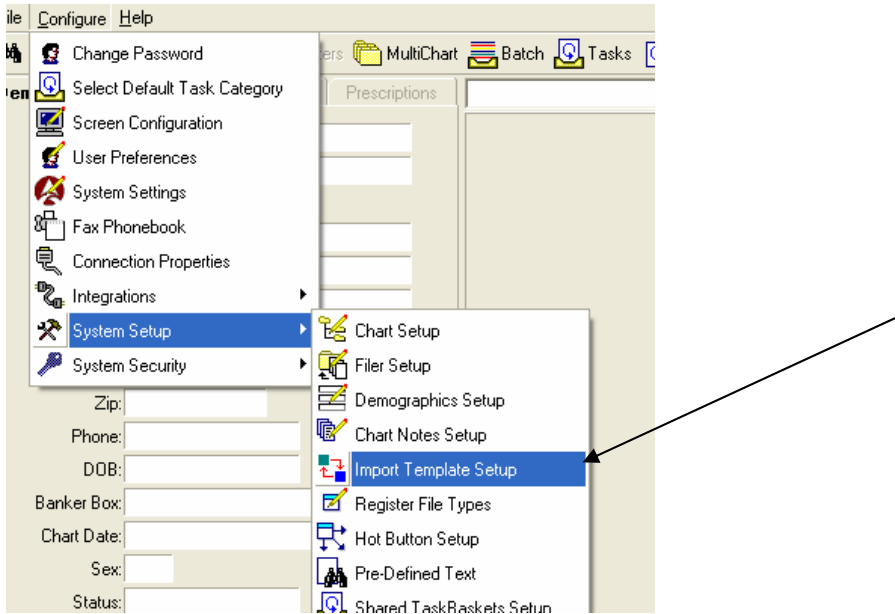 ile Configure Help
Change Password
ers MultiChart Batch Tasks
Select Default Task Category
Prescriptions
Screen Configuration
User Preferences
System Settings
Fax Phonebook
Connection Properties
Integrations
System Setup
Chart Setup
System Security
Filer Setup
Zip:
Demographics Setup
Phone:
Chart Notes Setup
DOB:
Import Template Setup
Banker Box:
Register File Types
Chart Date:
Hot Button Setup
Sex:
Pre-Defined Text
Status:
Shared TaskBaskets Setup